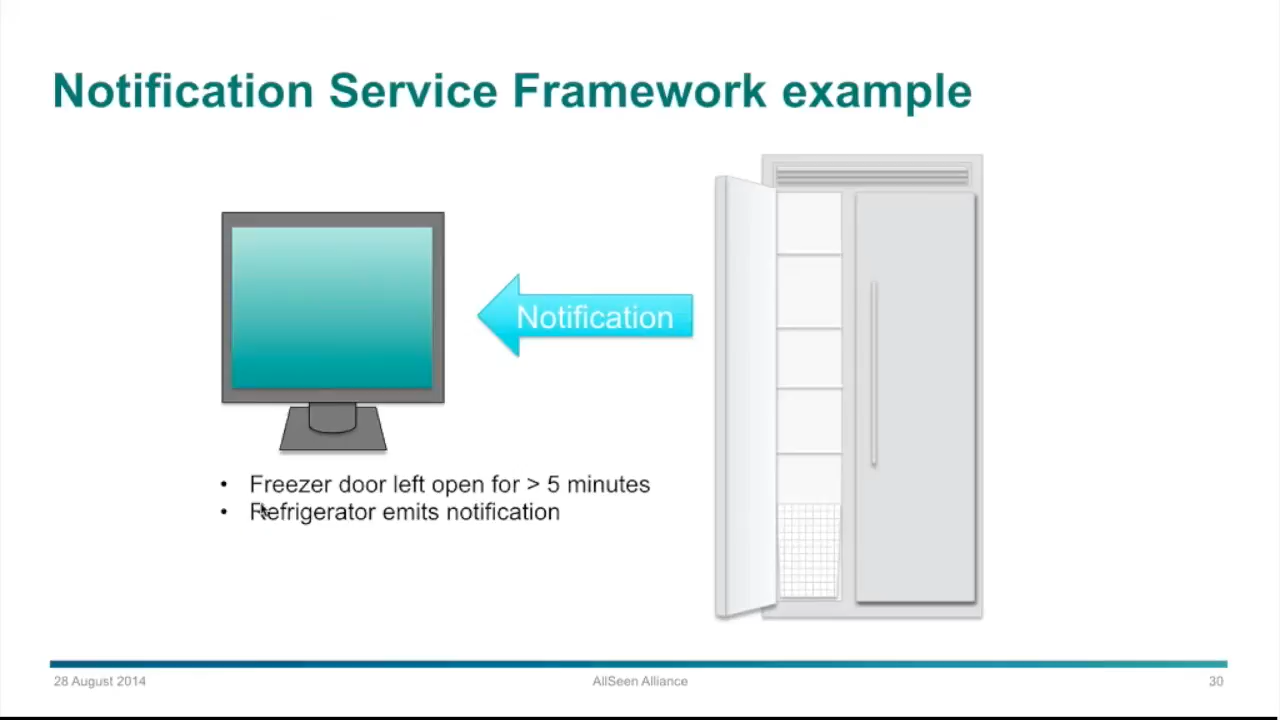 Notification Service Framework example
Notification
• Freezer door left open for > 5 minutes
• Refrigerator emits notification
28 August 2014
AllSeen Alliance
30